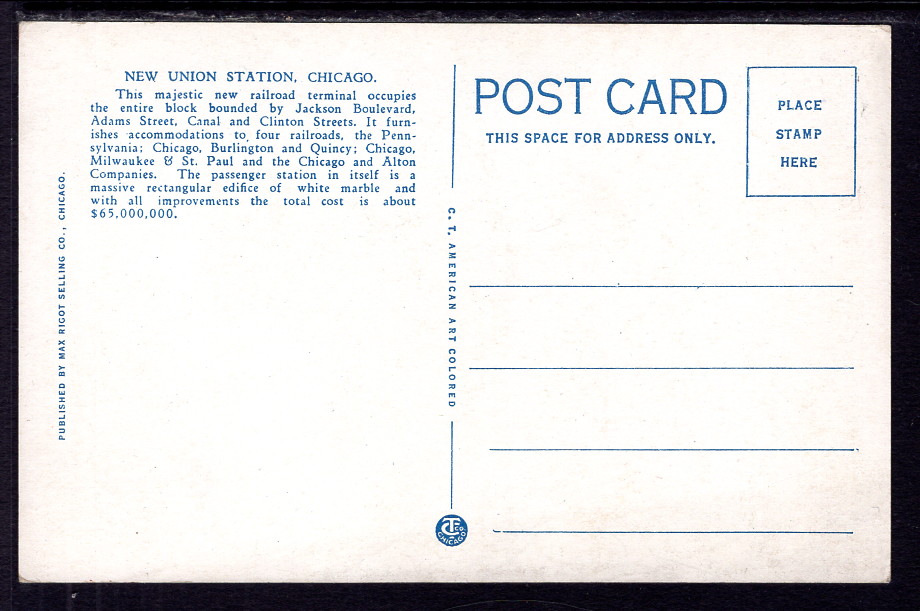 NEW UNION STATION, CHICAGO.
This majestic new railroad terminal occupies
the entire block bounded by Jackson Boulevard,
Adams Street, Canal and Clinton Streets. It furn-
ishes accommodations to four railroads, the Penn-
sylvania; Chicago, Burlington and Quincy; Chicago,
Milwaukee & St. Paul and the Chicago and Alton
Companies. The passenger station in itself is a
massive rectangular edifice of white marble and
with all improvements the total cost is about
$65,000,000.
PUBLISHED BY MAX RIGOT SELLING CO., CHICAGO.
C. T. AMERICAN ART COLORED
CT CO. CHICAGO
POST CARD
THIS SPACE FOR ADDRESS ONLY.
PLACE
STAMP
HERE